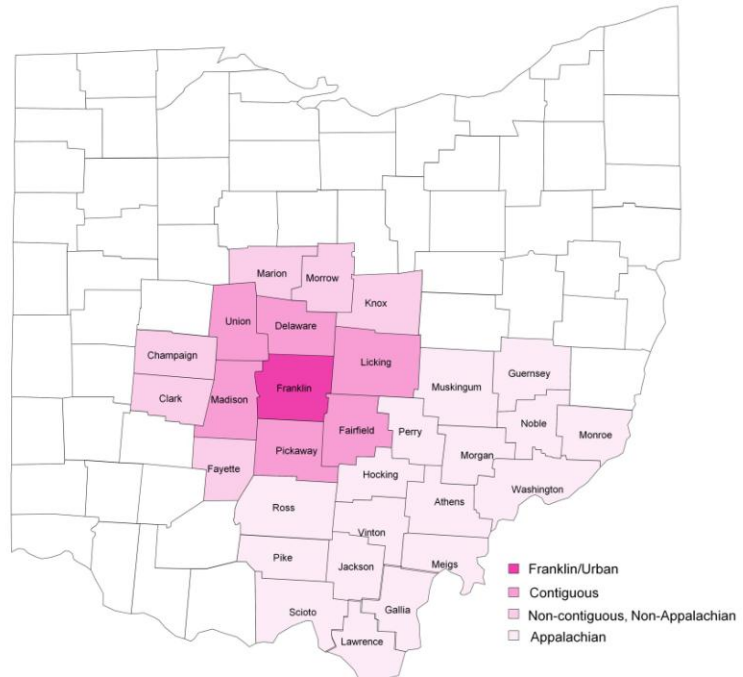 Marion
Morrow
Knox
Union
Delaware
Champaign
Licking
Guernsey
Franklin
Muskingum
Clark
Madison
Noble
Perry
Fairfield
Monroe
Pickaway
Morgan
Fayette
Hocking
Washington
Athens
Ross
Vinton
Pike
Jackson
Meigs
Scioto
Gallia
Lawrence
Franklin/Urban
Contiguous
Non-contiguous, Non-Appalachian
Appalachian